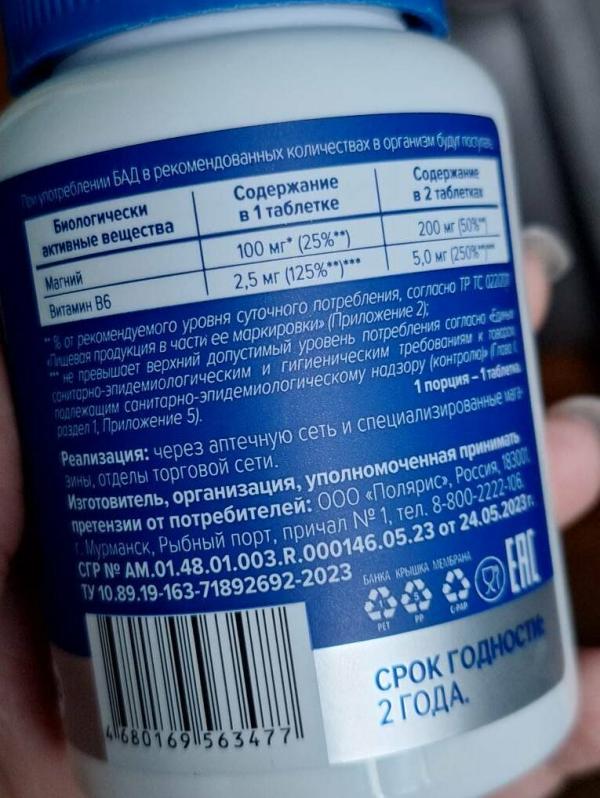 При употреблении БАД в рекомендованных количествах в организм будут поступать:
Биологически активные вещества
Содержание в 1 таблетке
Содержание в 2 таблетках
Магний 100 мг* (25%**) 200 мг (50%**)
Витамин В6 2,5 мг (125%**)*** 5,0 мг (250%**)***
** % от рекомендуемого уровня суточного потребления, согласно ТР ТС 022/2011
«Пищевая продукция в части ее маркировки» (Приложение 2);
*** не превышает верхний допустимый уровень потребления согласно «Единым
санитарно-эпидемиологическим и гигиеническим требованиям к товарам,
подлежащим санитарно-эпидемиологическому надзору (контролю)» (Глава II,
раздел 1, Приложение 5).
1 порция – 1 таблетка.
Реализация: через аптечную сеть и специализированные мага-
зины, отделы торговой сети.
Изготовитель, организация, уполномоченная принимать
претензии от потребителей: ООО «Полярис», Россия, 183001,
г. Мурманск, Рыбный порт, причал № 1, тел. 8-800-2222-106.
СГР № AM.01.48.01.003.R.000146.05.23 от 24.05.2023 г.
ТУ 10.89.19-163-71892692-2023
БАНКА КРЫШКА МЕМБРАНА
1 5
PET PP C-PAP
EAC
4 680169 563477
СРОК ГОДНОСТИ:
2 ГОДА.